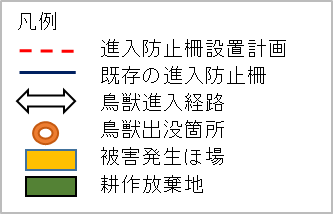 凡例
進入防止柵設置計画
既存の進入防止柵
鳥獣進入経路
鳥獣出没箇所
被害発生ほ場
耕作放棄地